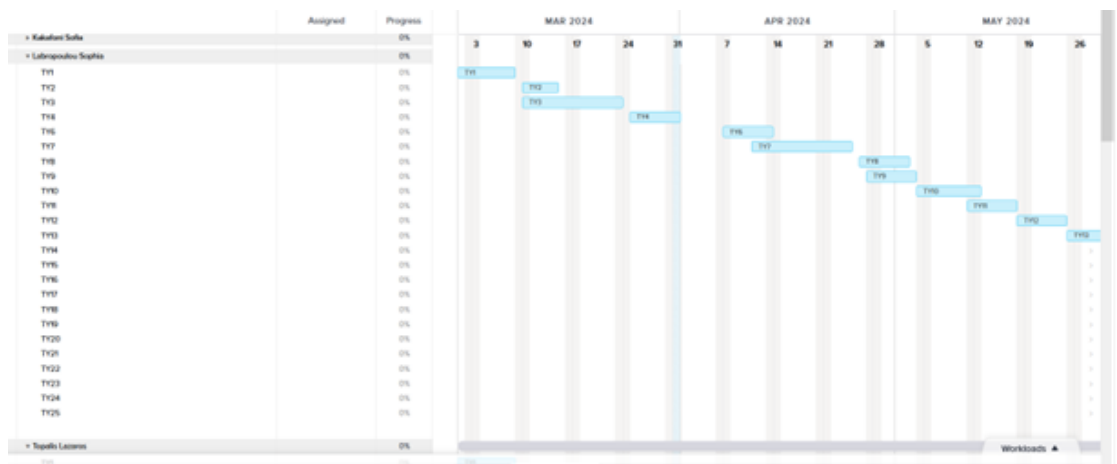 Assigned Progress MAR 2024 APR 2024 MAY 2024
3 10 17 24 31 7 14 21 28 5 12 19 26
Kakafoni Sofia 0%
Labropoulou Sophia 0%
TY1 0% TY1
TY2 0% TY2
TY3 0% TY3
TY4 0% TY4
TY6 0% TY6
TY7 0% TY7
TY8 0% TY8
TY9 0% TY9
TY10 0% TY10
TY11 0% TY11
TY12 0% TY12
TY13 0% TY13
TY14 0%
TY15 0%
TY16 0%
TY17 0%
TY18 0%
TY19 0%
TY20 0%
TY21 0%
TY22 0%
TY23 0%
TY24 0%
TY25 0%
Topallo Lazaros 0%
Workloads